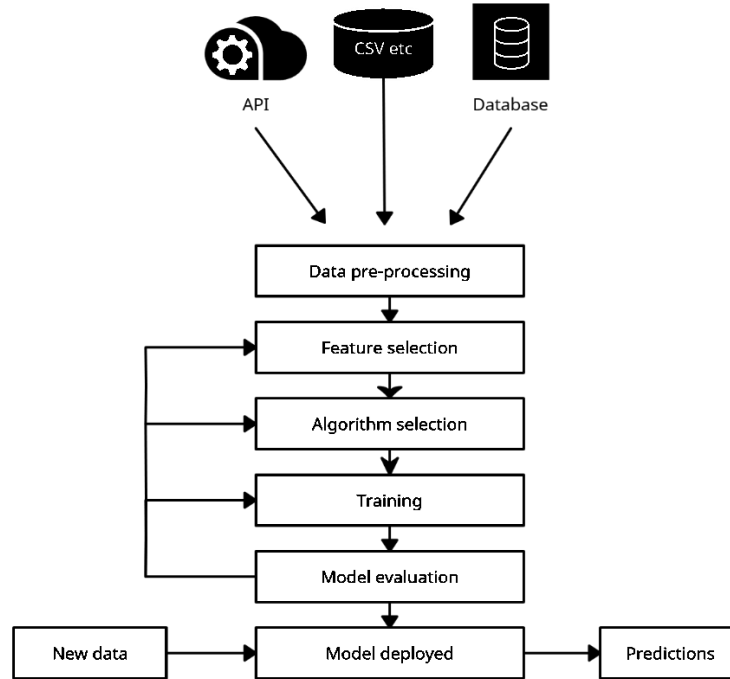 CSV etc
API
Database
Data pre-processing
Feature selection
Algorithm selection
Training
Model evaluation
New data
Model deployed
Predictions